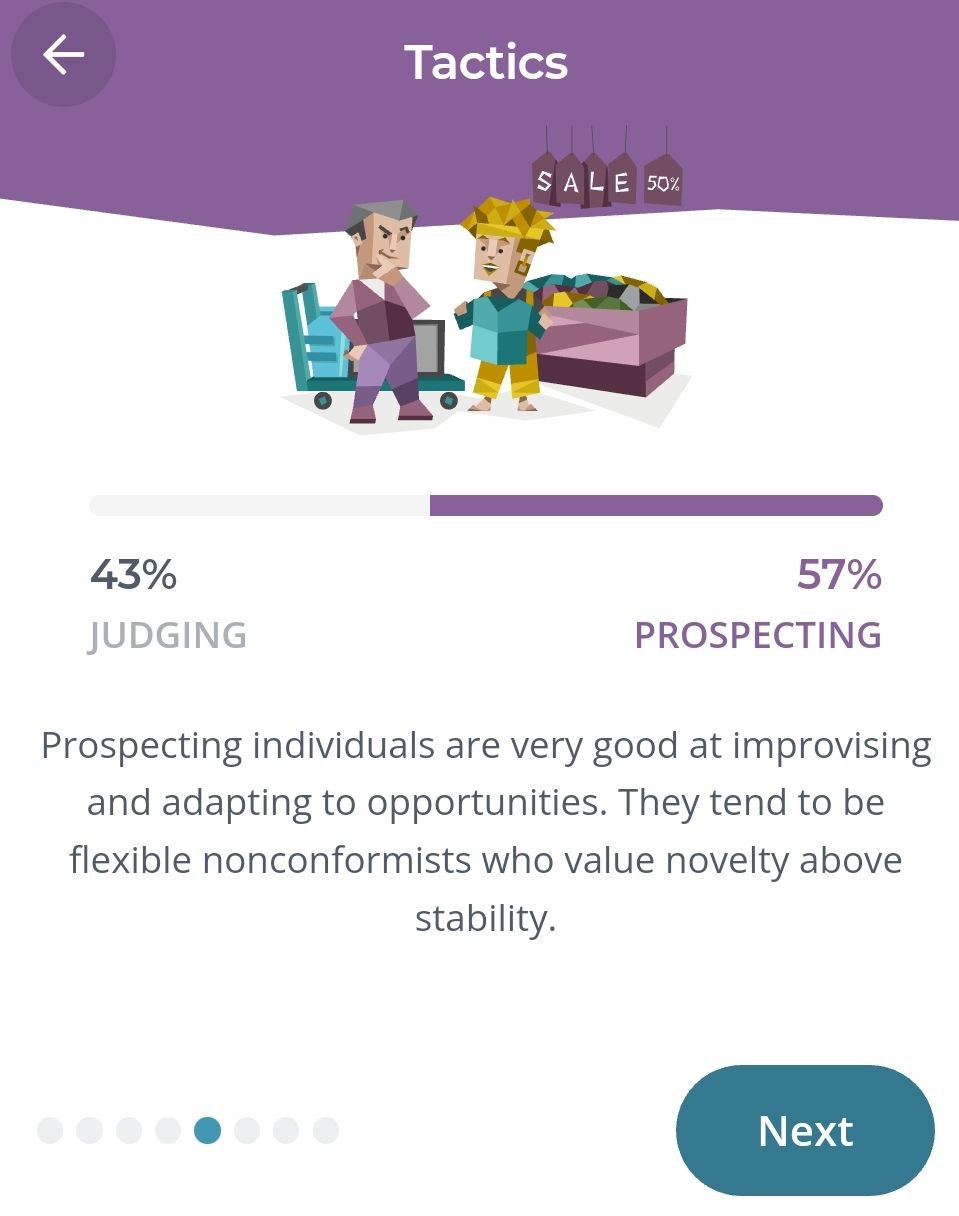 Tactics
SALE 50%
43%
57%
JUDGING
PROSPECTING
Prospecting individuals are very good at improvising
and adapting to opportunities. They tend to be
flexible nonconformists who value novelty above
stability.
Next